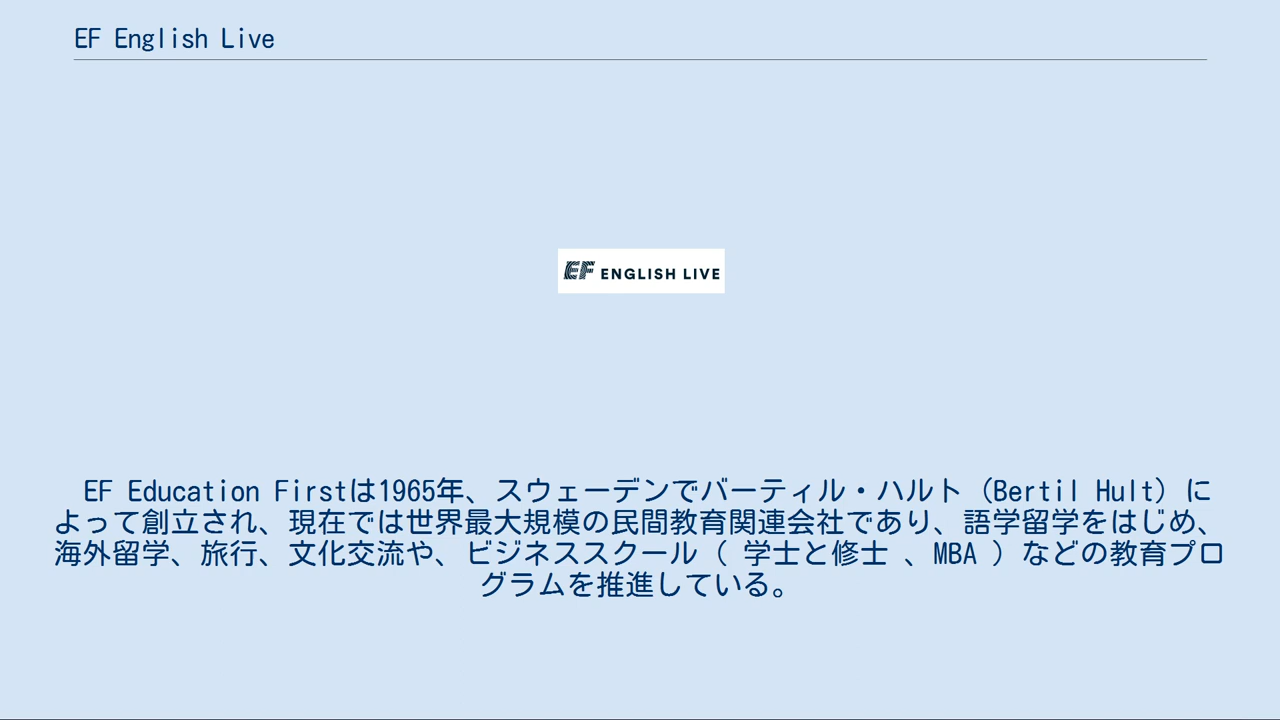 EF English Live
EF ENGLISH LIVE
EF Education Firstは1965年、スウェーデンでバーティル・ハルト（Bertil Hult）に
よって創立され、現在では世界最大規模の民間教育関連会社であり、語学留学をはじめ、
海外留学、旅行、文化交流や、ビジネススクール（ 学士と修士 、MBA ）などの教育プロ
グラムを推進している。